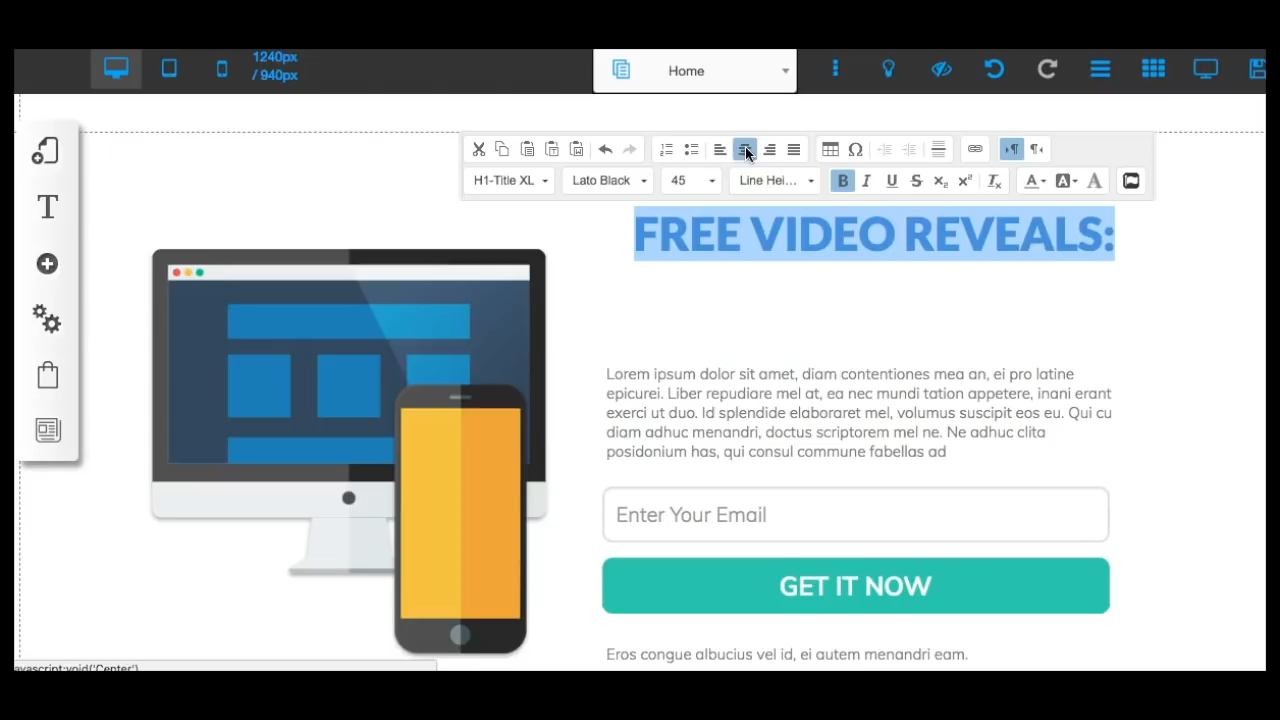 1240px
/ 940px
Home
H1-Title XL
Lato Black
45
Line Hei...
FREE VIDEO REVEALS:
Lorem ipsum dolor sit amet, diam contentiones mea an, ei pro latine
epicurei. Liber repudiare mel at, ea nec mundi tation appetere, inani erant
exerci ut duo. Id splendide elaboraret mel, volumus suscipit eos eu. Qui cu
diam adhuc menandri, doctus scriptorem mel ne. Ne adhuc clita
posidonium has, qui consul commune fabellas ad
Enter Your Email
GET IT NOW
Eros congue albucius vel id, ei autem menandri eam.
avascript:void('Center')